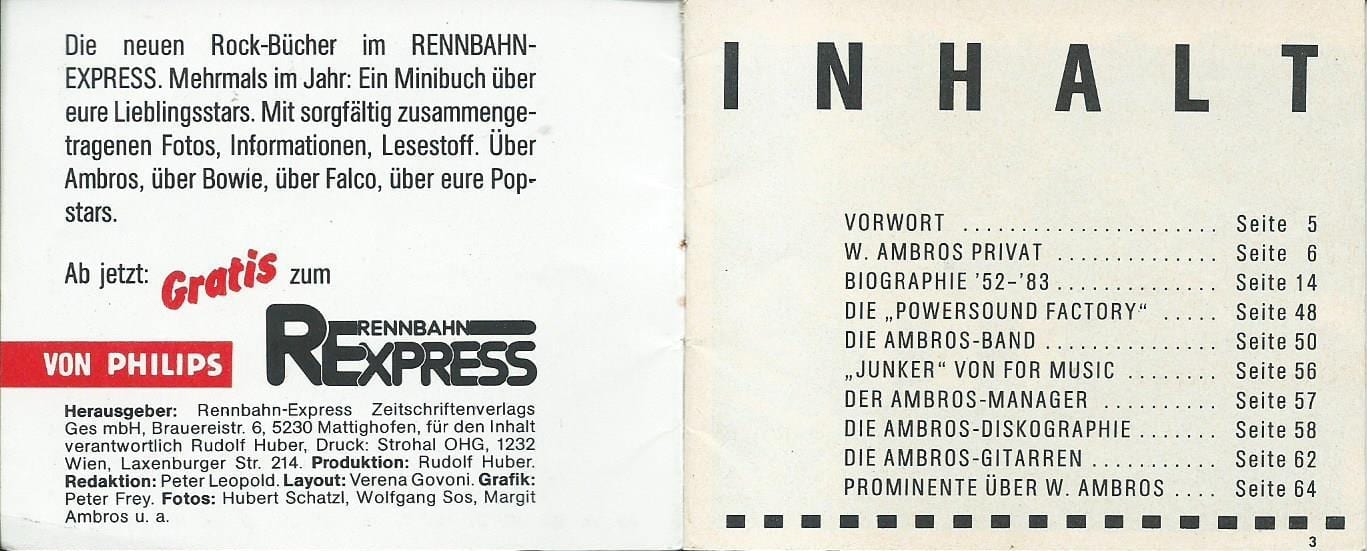 Die neuen Rock-Bücher im RENNBAHN-
EXPRESS. Mehrmals im Jahr: Ein Minibuch über
eure Lieblingsstars. Mit sorgfältig zusammenge-
tragenen Fotos, Informationen, Lesestoff. Über
Ambros, über Bowie, über Falco, über eure Pop-
stars.
Ab jetzt: Gratis zum
RENNBAHN
EXPRESS
VON PHILIPS
Herausgeber: Rennbahn-Express Zeitschriftenverlags
Ges mbH, Brauereistr. 6, 5230 Mattighofen, für den Inhalt
verantwortlich Rudolf Huber, Druck: Strohal OHG, 1232
Wien, Laxenburger Str. 214. Produktion: Rudolf Huber.
Redaktion: Peter Leopold. Layout: Verena Govoni. Grafik:
Peter Frey. Fotos: Hubert Schatzl, Wolfgang Sos, Margit
Ambros u. a.
INHALT
VORWORT ...................... Seite 5
W. AMBROS PRIVAT .............. Seite 6
BIOGRAPHIE '52–'83.............. Seite 14
DIE „POWERSOUND FACTORY“ ..... Seite 48
DIE AMBROS-BAND ............... Seite 50
„JUNKER“ VON FOR MUSIC ........ Seite 56
DER AMBROS-MANAGER .......... Seite 57
DIE AMBROS-DISKOGRAPHIE....... Seite 58
DIE AMBROS-GITARREN ........... Seite 62
PROMINENTE ÜBER W. AMBROS .... Seite 64
3